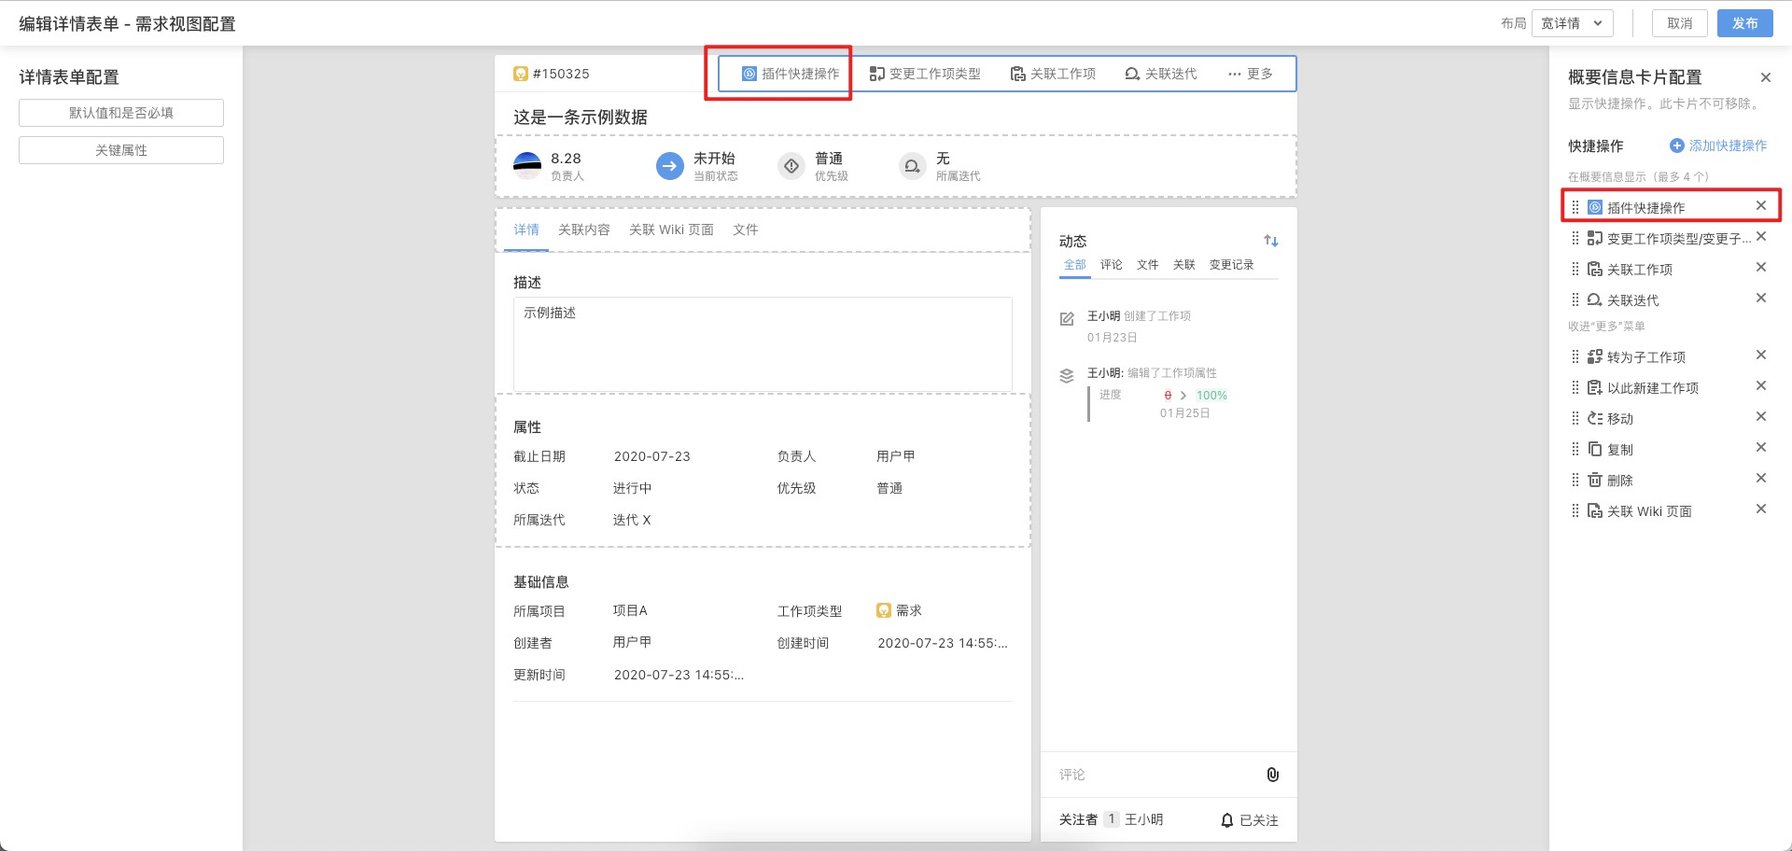 编辑详情表单 - 需求视图配置
布局 宽详情 取消 发布
详情表单配置
默认值和是否必填
关键属性
#150325 插件快捷操作 变更工作项类型 关联工作项 关联迭代 ··· 更多
这是一条示例数据
8.28 未开始 普通 无
负责人 当前状态 优先级 所属迭代
详情 关联内容 关联 Wiki 页面 文件
描述
示例描述
属性
截止日期 2020-07-23 负责人 用户甲
状态 进行中 优先级 普通
所属迭代 迭代 X
基础信息
所属项目 项目A 工作项类型 需求
创建者 用户甲 创建时间 2020-07-23 14:55:...
更新时间 2020-07-23 14:55:...
动态
全部 评论 文件 关联 变更记录
王小明 创建了工作项
01月23日
王小明: 编辑了工作项属性
进度 0 > 100%
01月25日
评论
关注者 1 王小明 已关注
概要信息卡片配置
显示快捷操作。此卡片不可移除。
快捷操作 添加快捷操作
在概要信息显示（最多 4 个）
插件快捷操作
变更工作项类型/变更子...
关联工作项
关联迭代
收进“更多”菜单
转为子工作项
以此新建工作项
移动
复制
删除
关联 Wiki 页面